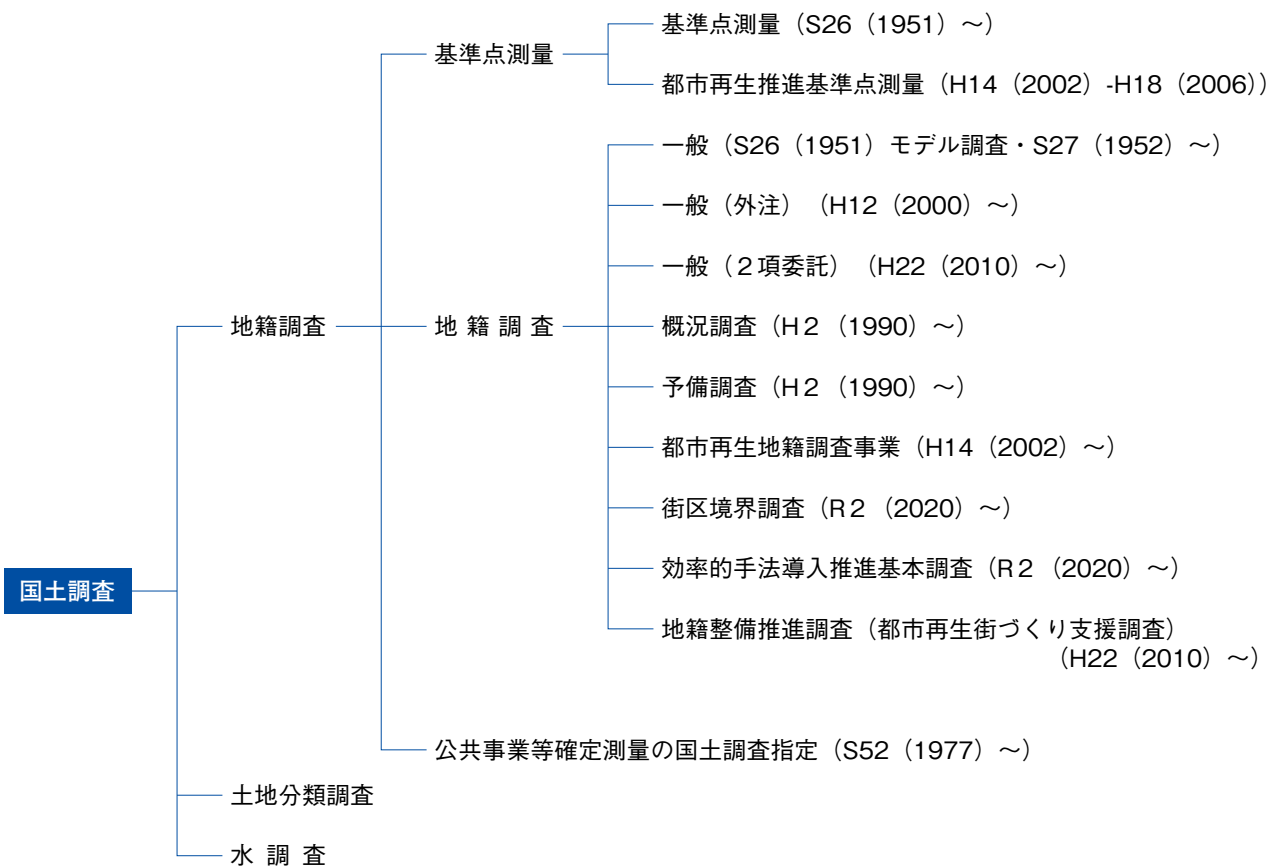 基準点測量（S26（1951）～）
基準点測量
都市再生推進基準点測量（H14（2002）-H18（2006））
一般（S26（1951）モデル調査・S27（1952）～）
一般（外注）（H12（2000）～）
一般（２項委託）（H22（2010）～）
地籍調査
地 籍 調 査
概況調査（H２（1990）～）
予備調査（H２（1990）～）
都市再生地籍調査事業（H14（2002）～）
街区境界調査（R２（2020）～）
効率的手法導入推進基本調査（R２（2020）～）
国土調査
地籍整備推進調査（都市再生街づくり支援調査）
（H22（2010）～）
公共事業等確定測量の国土調査指定（S52（1977）～）
土地分類調査
水 調 査